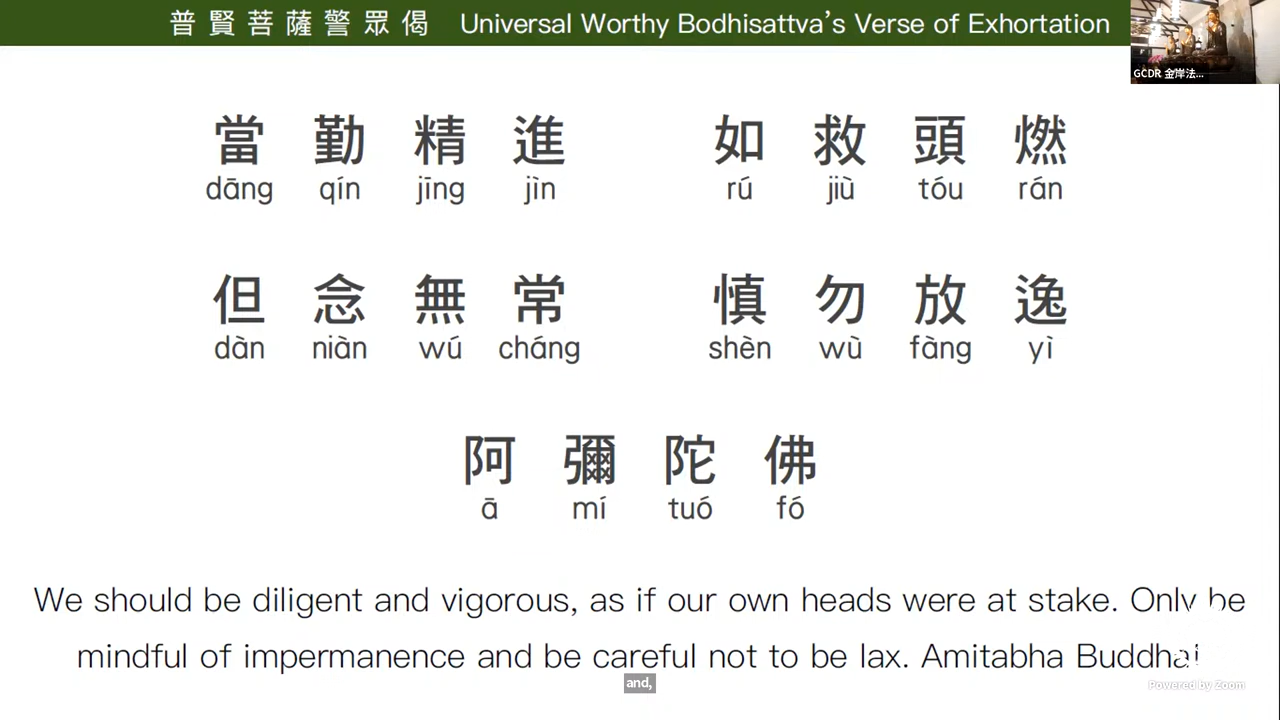 普賢菩薩警眾偈 Universal Worthy Bodhisattva's Verse of Exhortation
GCDR 金岸法...
當勤精進 如救頭燃
dāng qín jīng jìn rú jiù tóu rán
但念無常 慎勿放逸
dàn niàn wú cháng shèn wù fàng yì
阿彌陀佛
ā mí tuó fó
We should be diligent and vigorous, as if our own heads were at stake. Only be
mindful of impermanence and be careful not to be lax. Amitabha Buddha!
and,
Powered by Zoom